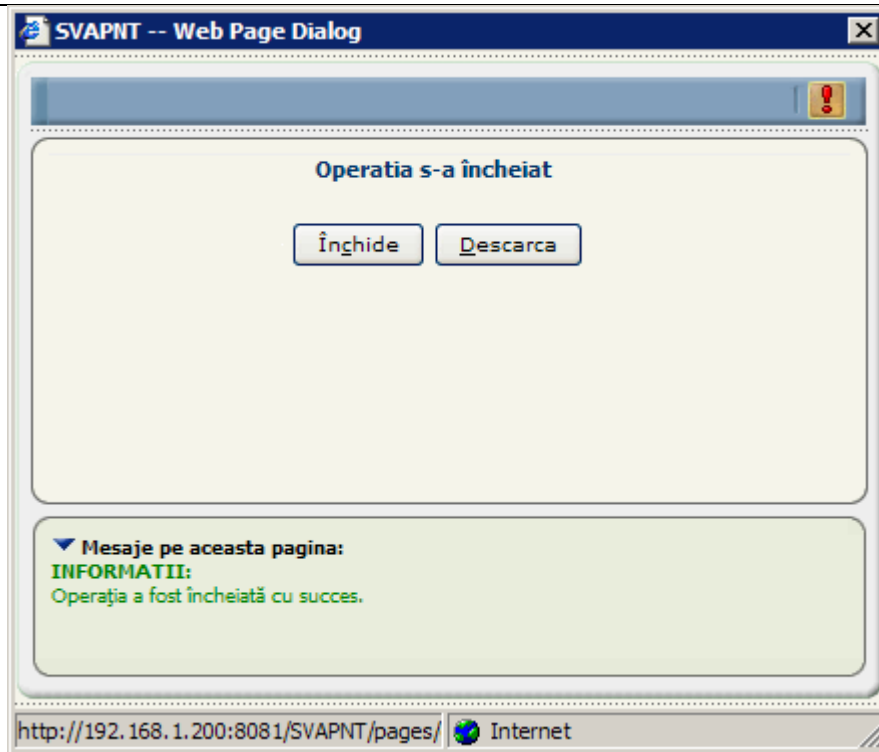 SVAPNT -- Web Page Dialog
Operatia s-a încheiat
Închide Descarca
Mesaje pe aceasta pagina:
INFORMATII:
Operaţia a fost încheiată cu succes.
http://192.168.1.200:8081/SVAPNT/pages/ Internet